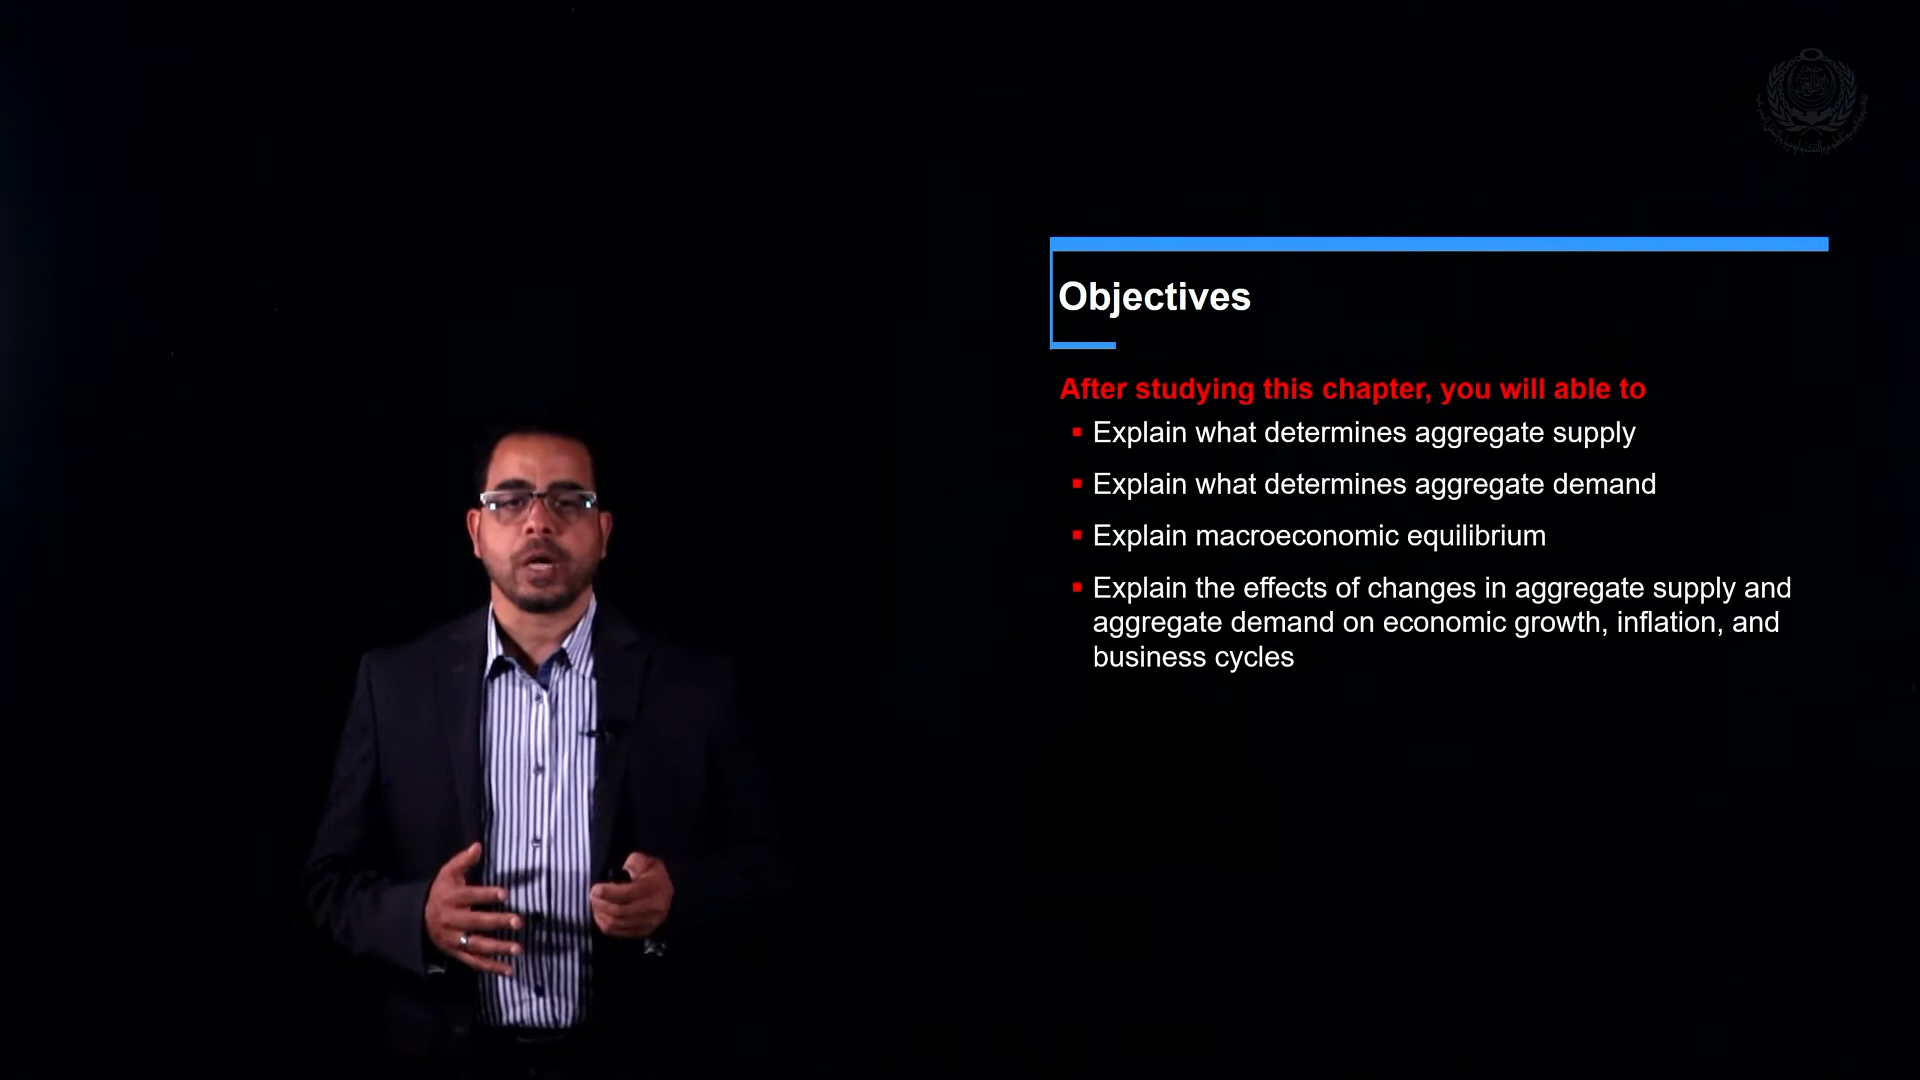 Objectives
After studying this chapter, you will able to
▪ Explain what determines aggregate supply
▪ Explain what determines aggregate demand
▪ Explain macroeconomic equilibrium
▪ Explain the effects of changes in aggregate supply and
aggregate demand on economic growth, inflation, and
business cycles